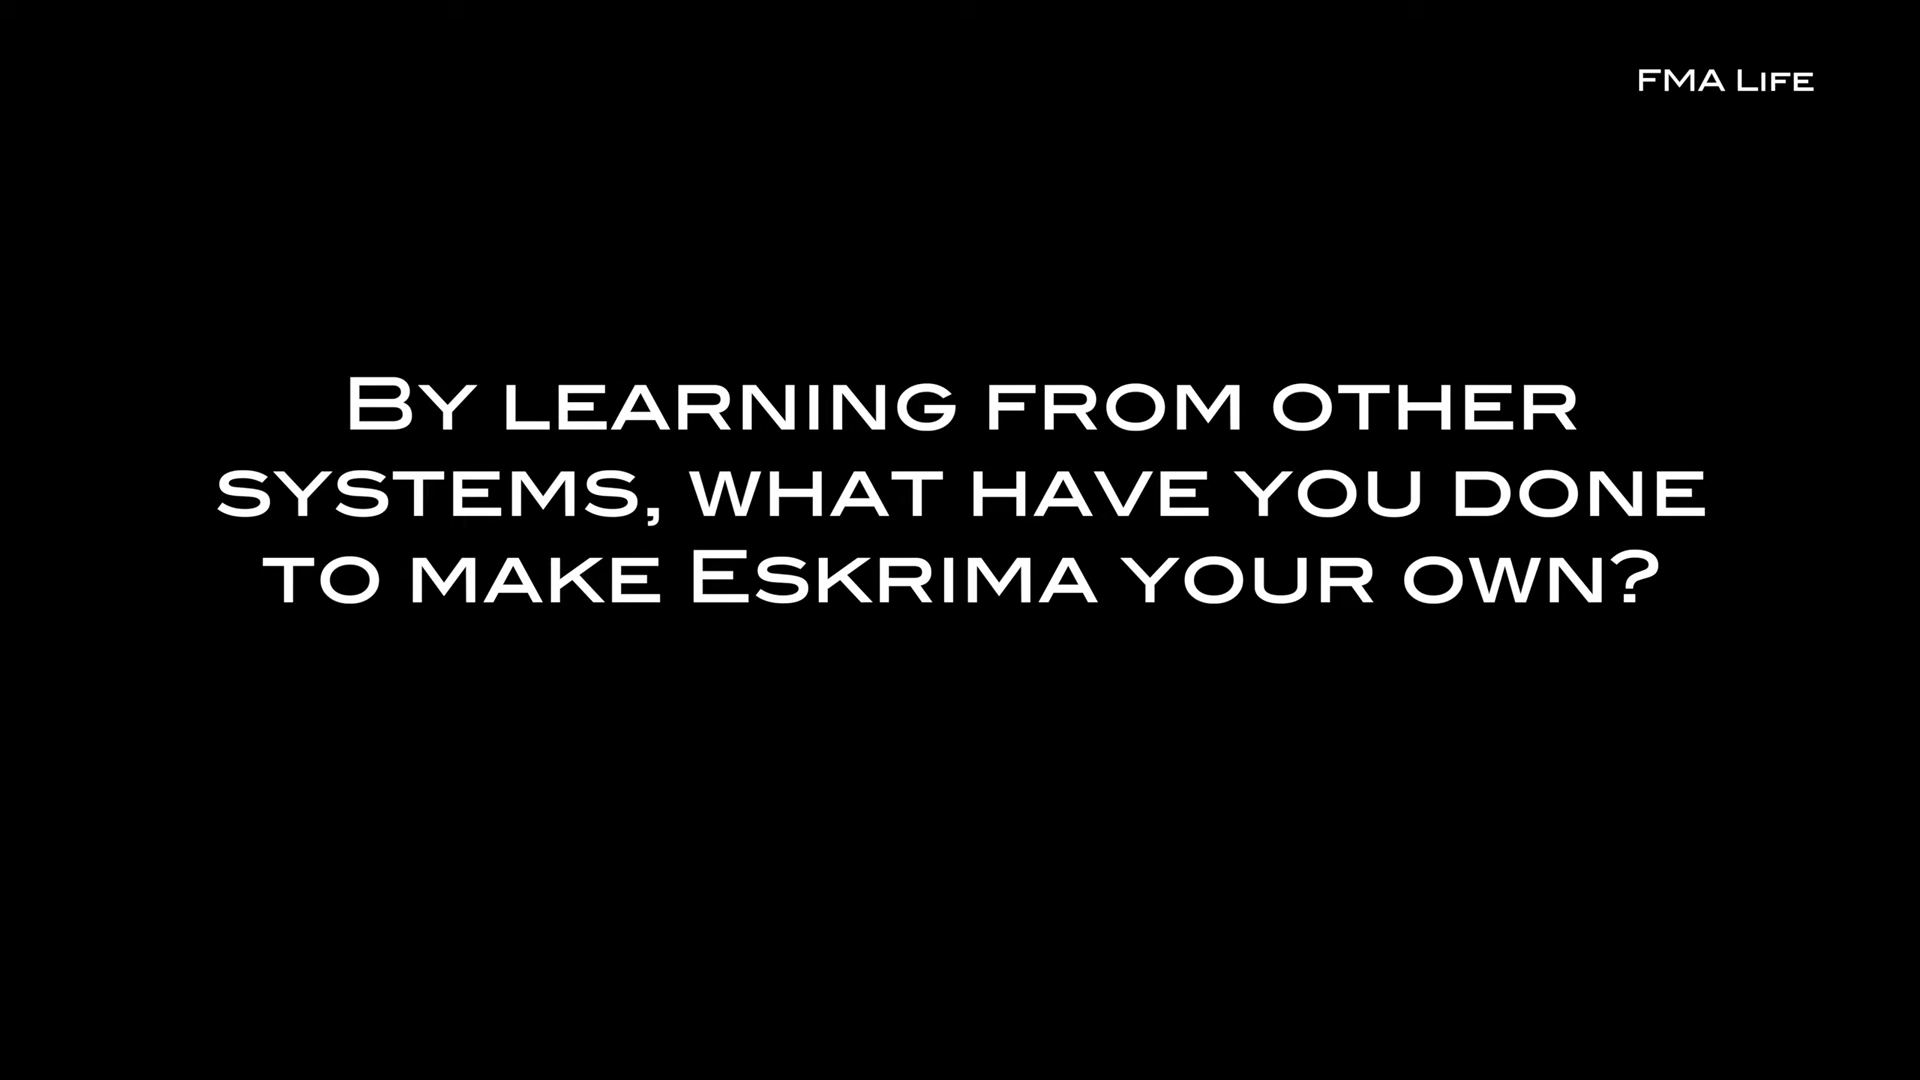 FMA Life
By learning from other
systems, what have you done
to make Eskrima your own?